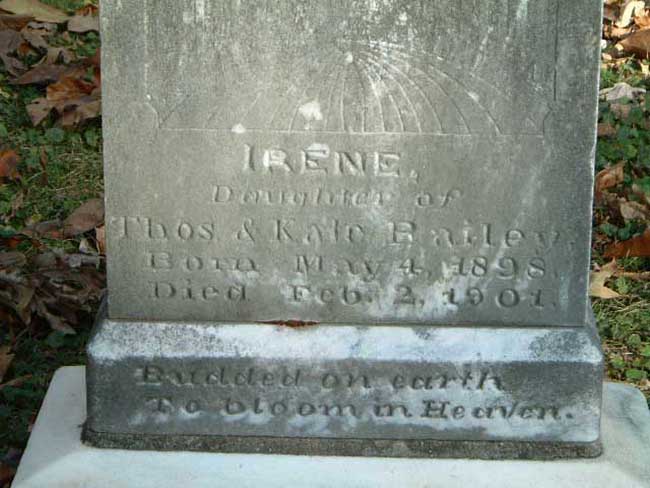 IRENE,
Daughter of
Thos & Kate Bailey.
Born May 4, 1898.
Died Feb. 2, 1901.
Budded on earth
To bloom in Heaven.